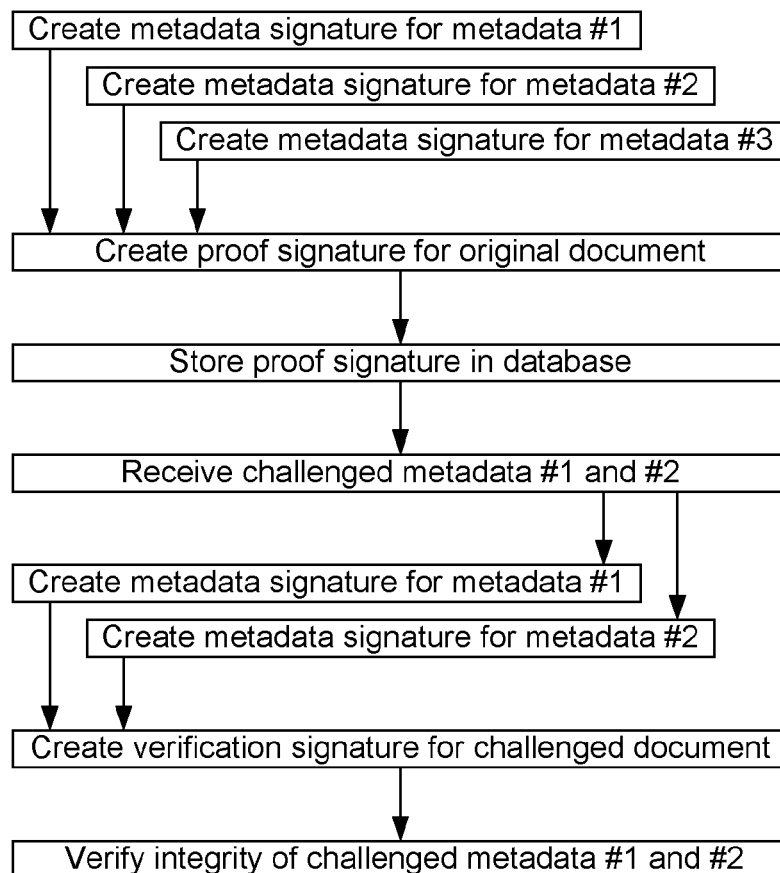 Create metadata signature for metadata #1
Create metadata signature for metadata #2
Create metadata signature for metadata #3
Create proof signature for original document
Store proof signature in database
Receive challenged metadata #1 and #2
Create metadata signature for metadata #1
Create metadata signature for metadata #2
Create verification signature for challenged document
Verify integrity of challenged metadata #1 and #2